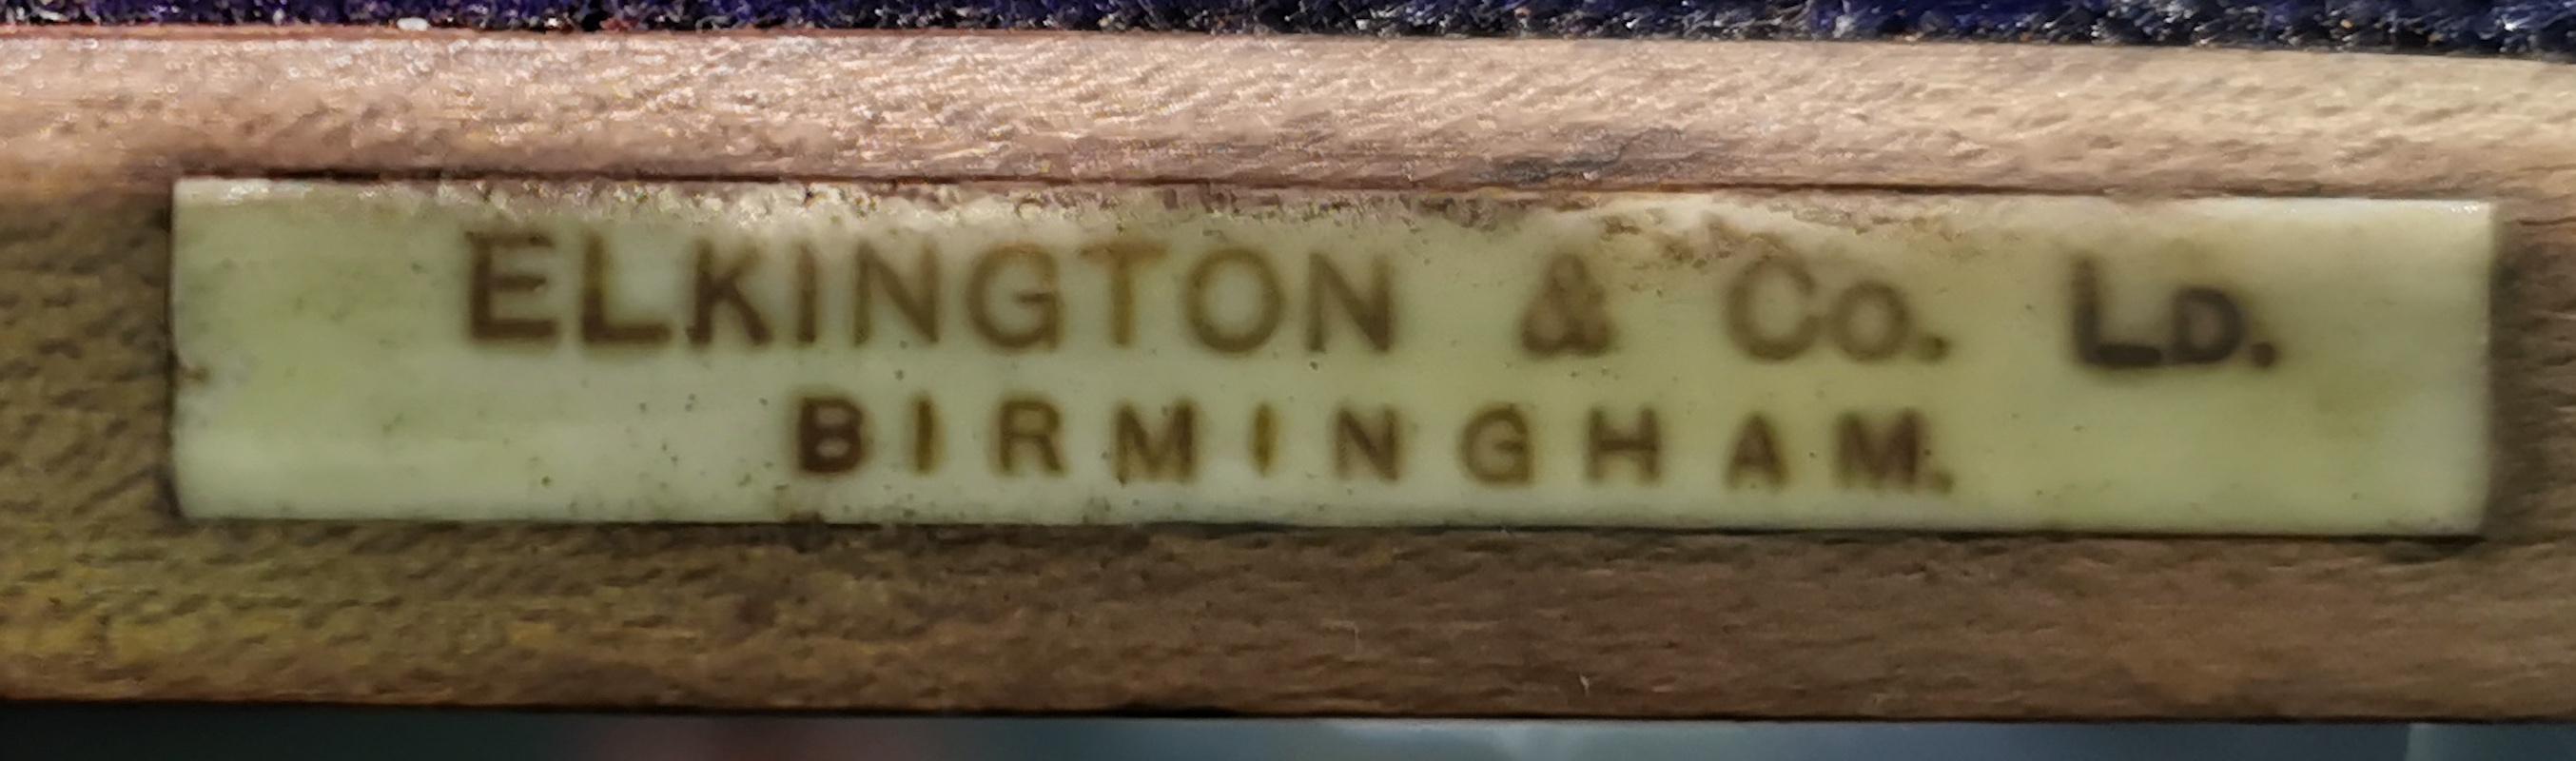 ELKINGTON & Co. LD.
BIRMINGHAM.